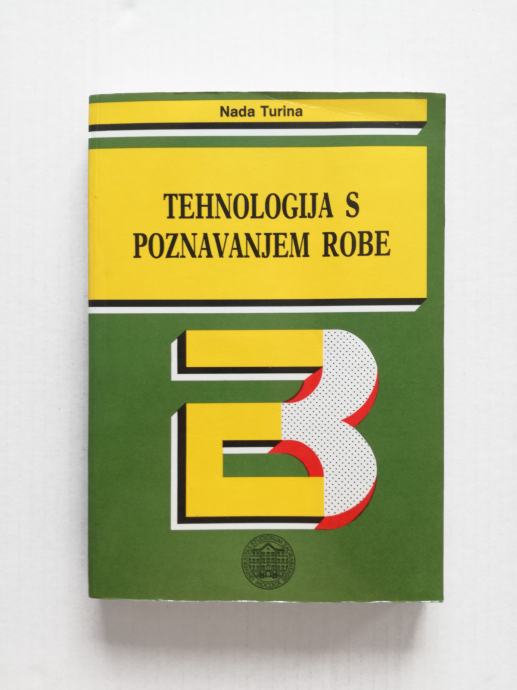 Nada Turina
TEHNOLOGIJA S
POZNAVANJEM ROBE